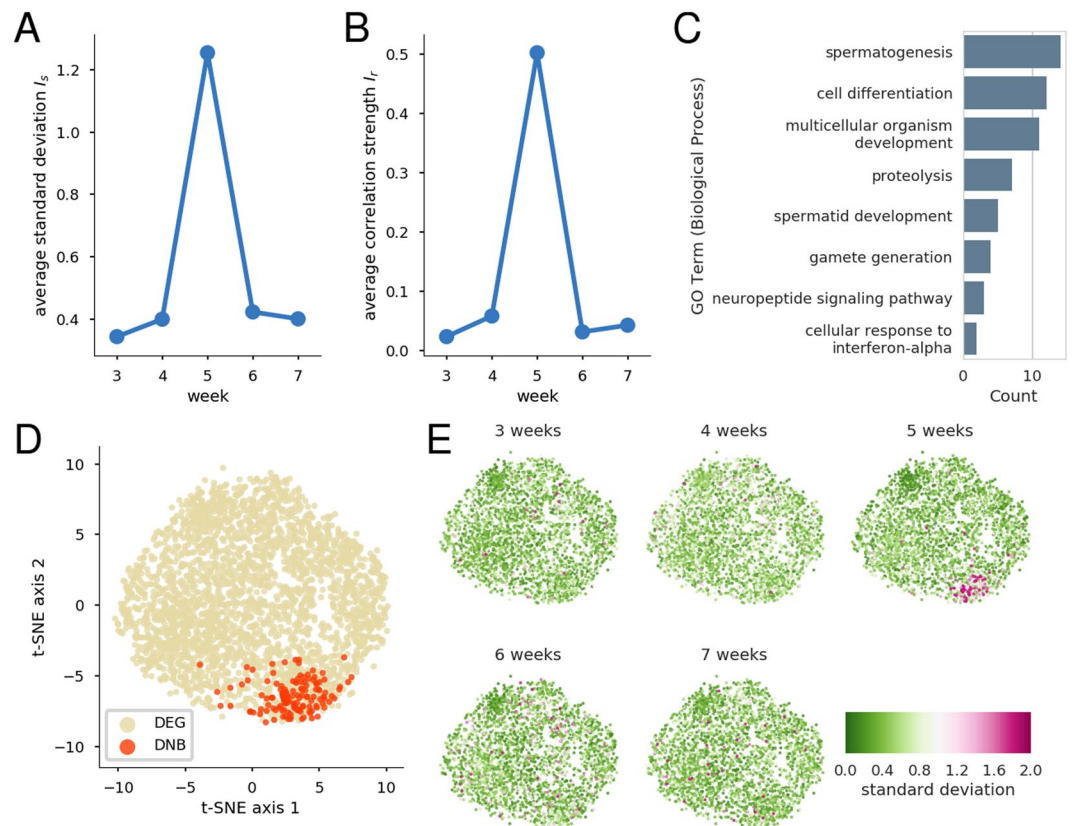 A
average standard deviation Is
1.2
1.0
0.8
0.6
0.4
3 4 5 6 7
week
B
average correlation strength Ir
0.5
0.4
0.3
0.2
0.1
0.0
3 4 5 6 7
week
C
GO Term (Biological Process)
spermatogenesis
cell differentiation
multicellular organism
development
proteolysis
spermatid development
gamete generation
neuropeptide signaling pathway
cellular response to
interferon-alpha
0 10
Count
D
t-SNE axis 2
10
5
0
−5
−10
DEG
DNB
−10 −5 0 5 10
t-SNE axis 1
E
3 weeks
4 weeks
5 weeks
6 weeks
7 weeks
0.0 0.4 0.8 1.2 1.6 2.0
standard deviation